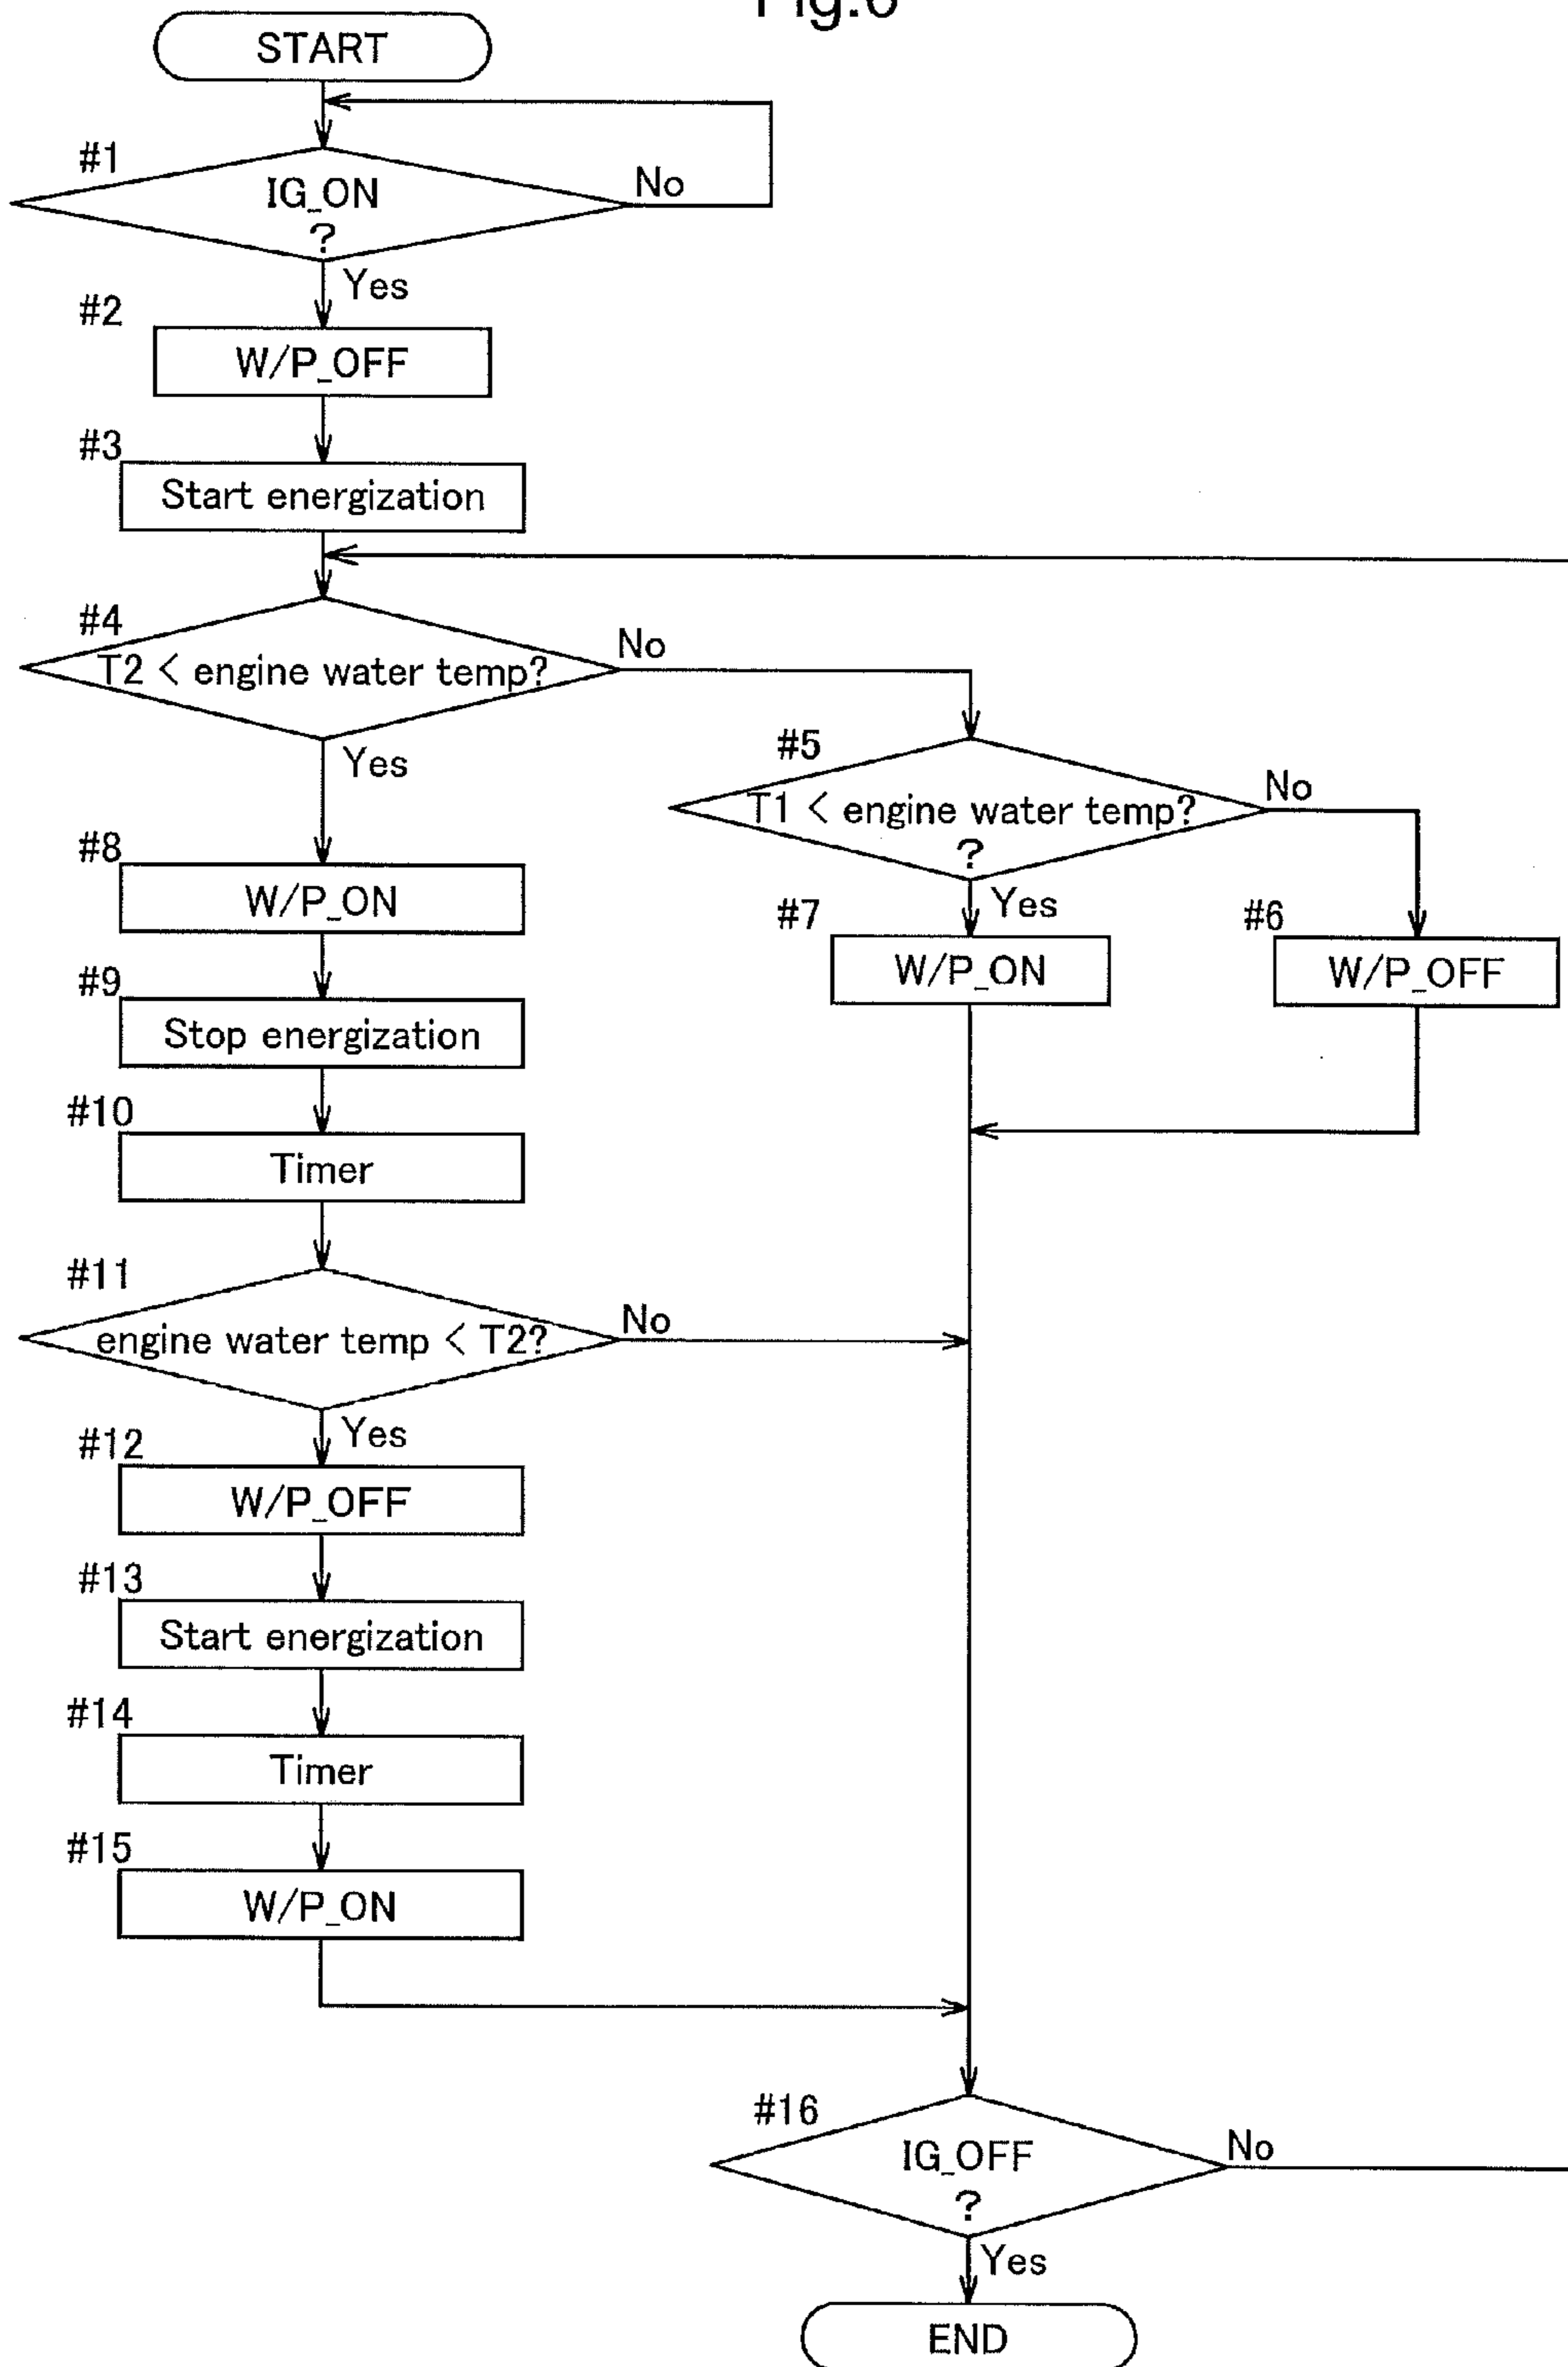 Fig.6
START
#1
IG_ON
?
No
Yes
#2
W/P_OFF
#3
Start energization
#4
T2 < engine water temp?
No
Yes
#5
T1 < engine water temp?
?
No
Yes
#7
W/P_ON
#6
W/P_OFF
#8
W/P_ON
#9
Stop energization
#10
Timer
#11
engine water temp < T2?
No
Yes
#12
W/P_OFF
#13
Start energization
#14
Timer
#15
W/P_ON
#16
IG_OFF
?
No
Yes
END